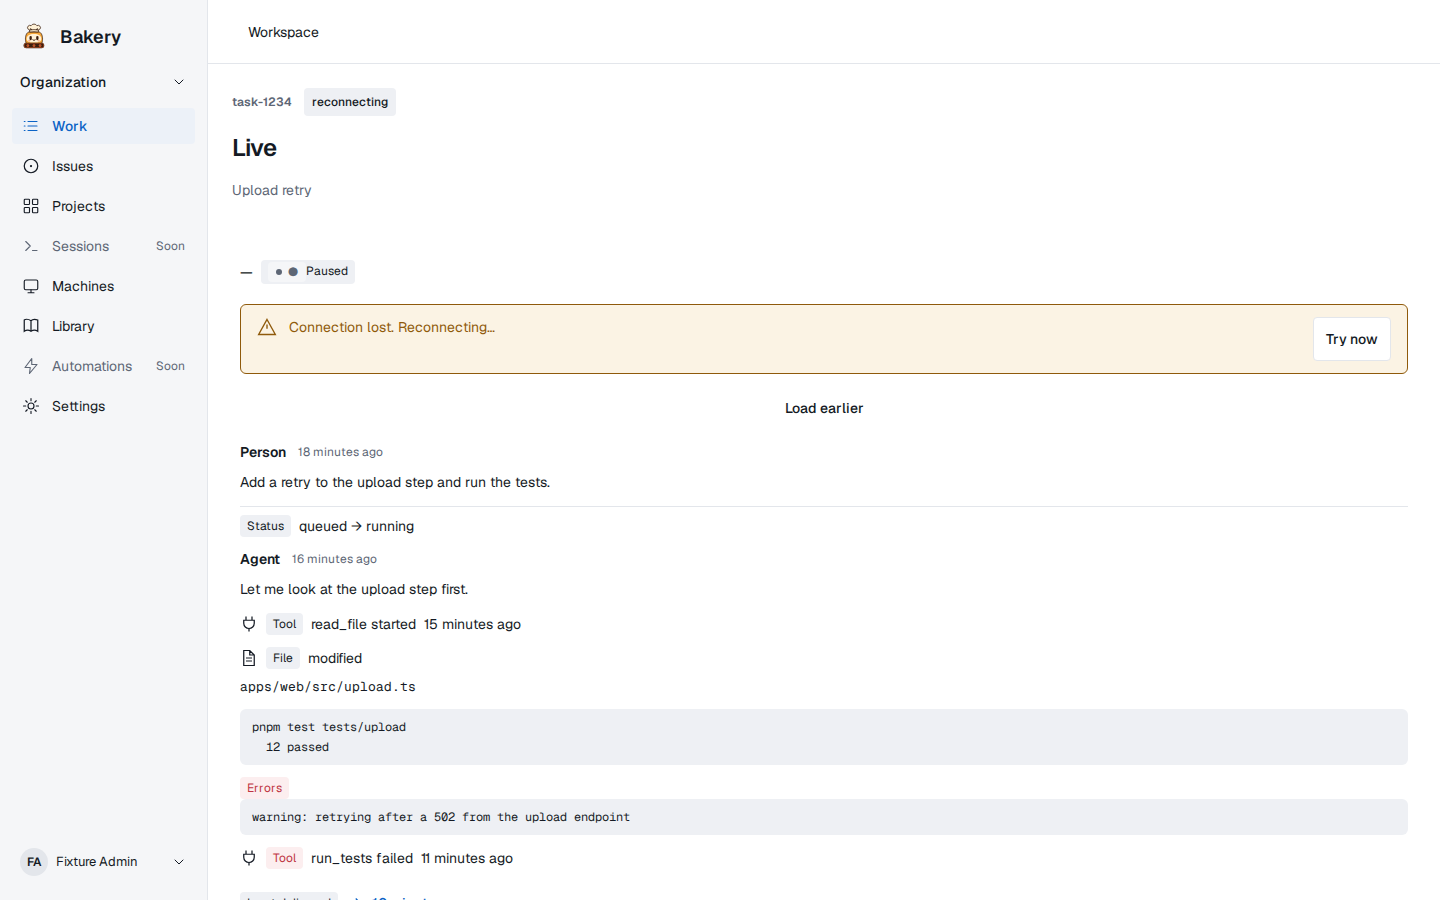 Bakery
Organization
Work
Issues
Projects
Sessions Soon
Machines
Library
Automations Soon
Settings
FA Fixture Admin
Workspace
task-1234 reconnecting
Live
Upload retry
— Paused
Connection lost. Reconnecting…
Try now
Load earlier
Person 18 minutes ago
Add a retry to the upload step and run the tests.
Status queued → running
Agent 16 minutes ago
Let me look at the upload step first.
Tool read_file started 15 minutes ago
File modified
apps/web/src/upload.ts
pnpm test tests/upload
12 passed
Errors
warning: retrying after a 502 from the upload endpoint
Tool run_tests failed 11 minutes ago